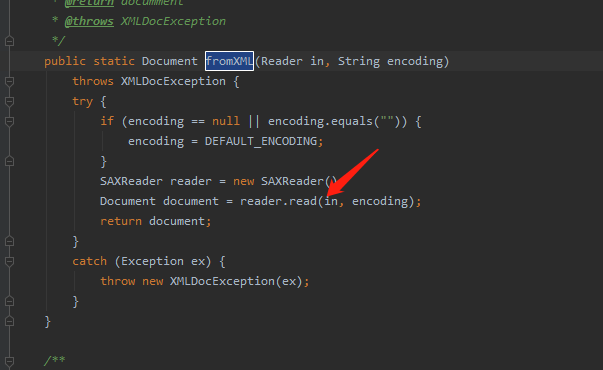 * @return documment
* @throws XMLDocException
*/
public static Document fromXML(Reader in, String encoding)
throws XMLDocException {
try {
if (encoding == null || encoding.equals("")) {
encoding = DEFAULT_ENCODING;
}
SAXReader reader = new SAXReader()
Document document = reader.read(in, encoding);
return document;
}
catch (Exception ex) {
throw new XMLDocException(ex);
}
}
/**